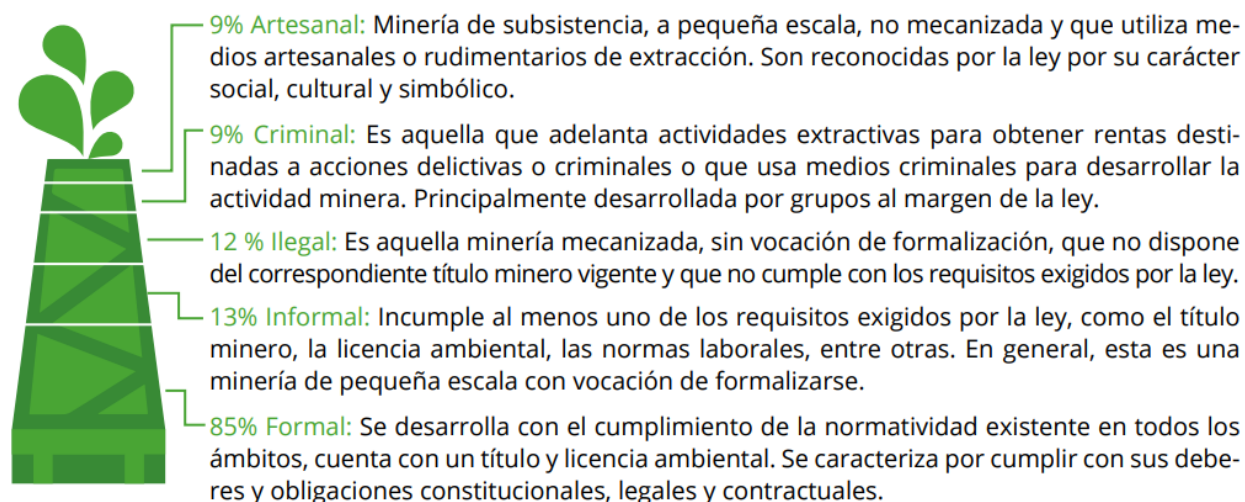 9% Artesanal: Minería de subsistencia, a pequeña escala, no mecanizada y que utiliza me-
dios artesanales o rudimentarios de extracción. Son reconocidas por la ley por su carácter
social, cultural y simbólico.
9% Criminal: Es aquella que adelanta actividades extractivas para obtener rentas desti-
nadas a acciones delictivas o criminales o que usa medios criminales para desarrollar la
actividad minera. Principalmente desarrollada por grupos al margen de la ley.
12 % Ilegal: Es aquella minería mecanizada, sin vocación de formalización, que no dispone
del correspondiente título minero vigente y que no cumple con los requisitos exigidos por la ley.
13% Informal: Incumple al menos uno de los requisitos exigidos por la ley, como el título
minero, la licencia ambiental, las normas laborales, entre otras. En general, esta es una
minería de pequeña escala con vocación de formalizarse.
85% Formal: Se desarrolla con el cumplimiento de la normatividad existente en todos los
ámbitos, cuenta con un título y licencia ambiental. Se caracteriza por cumplir con sus debe-
res y obligaciones constitucionales, legales y contractuales.